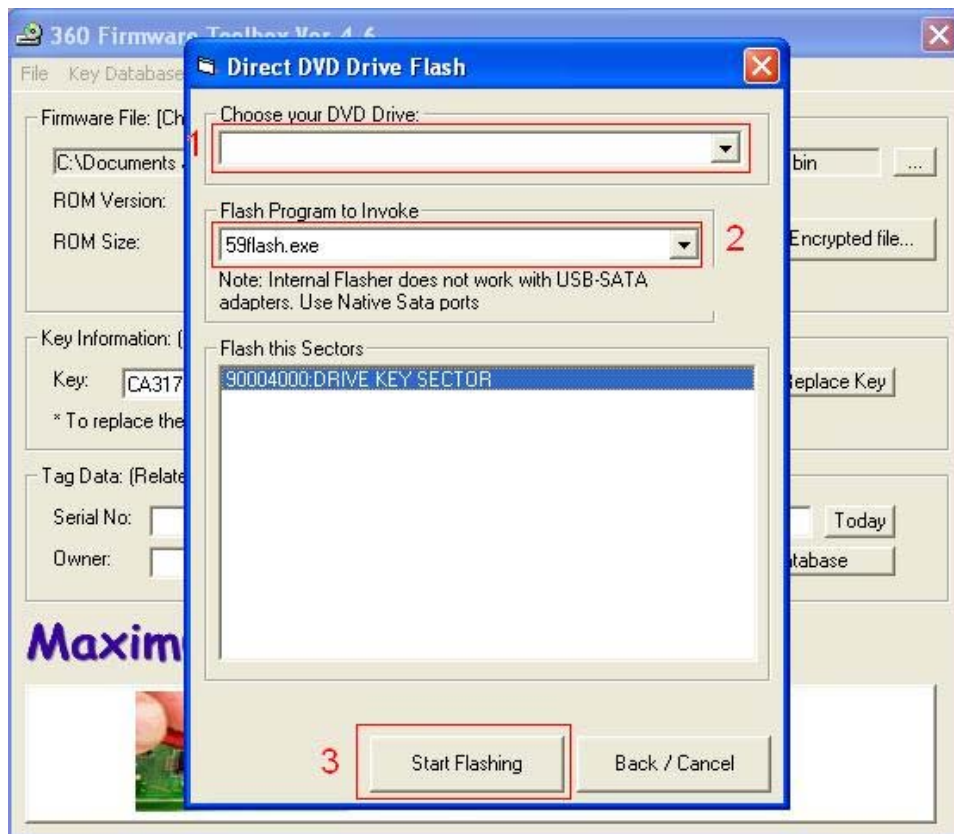 360 Firmware Toolbox Ver 4.6
Direct DVD Drive Flash
File Key Database
Firmware File: [Ch
Choose your DVD Drive:
1
C:\Documents
bin ...
ROM Version:
Flash Program to Invoke
59flash.exe
2
ROM Size:
Encrypted file...
Note: Internal Flasher does not work with USB-SATA
adapters. Use Native Sata ports
Key Information: (
Flash this Sectors
Key: CA317
90004000:DRIVE KEY SECTOR
Replace Key
* To replace the
Tag Data: (Relate
Serial No:
Today
Owner:
atabase
Maxim
3
Start Flashing
Back / Cancel